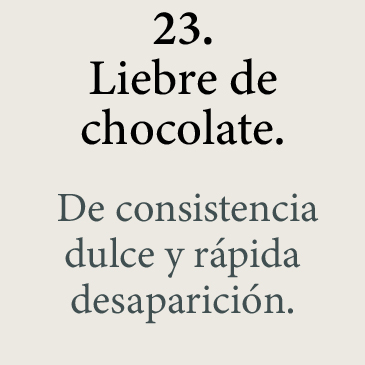 23.
Liebre de
chocolate.
De consistencia
dulce y rápida
desaparición.